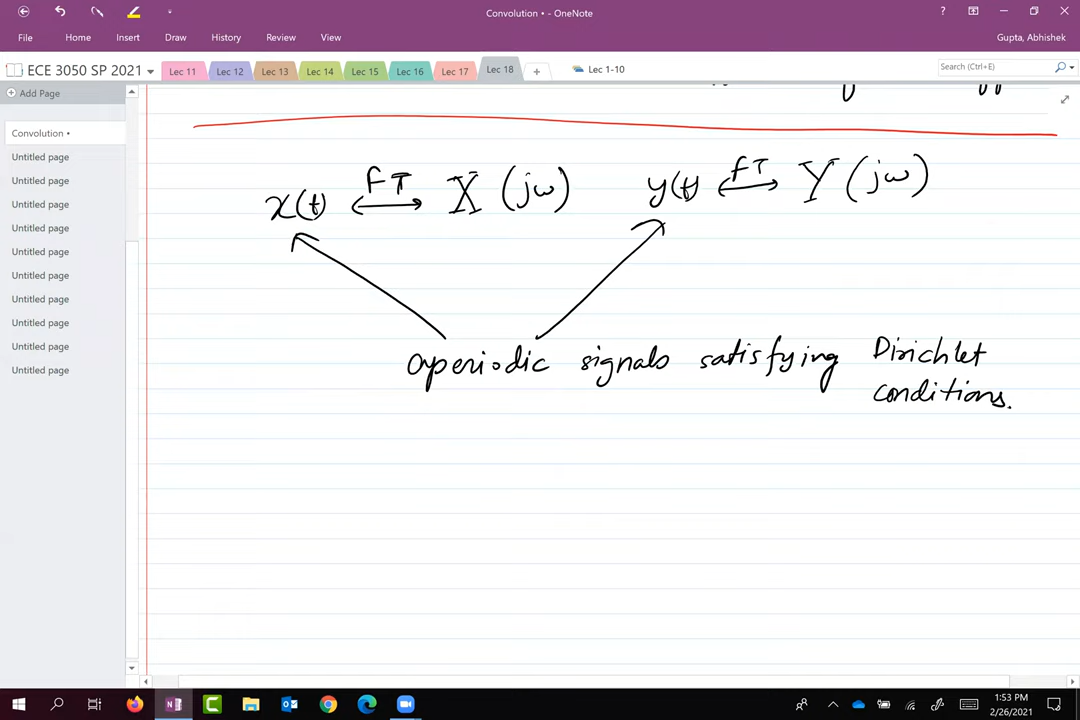 Convolution • - OneNote
?
Gupta, Abhishek
File Home Insert Draw History Review View
ECE 3050 SP 2021
Lec 11 Lec 12 Lec 13 Lec 14 Lec 15 Lec 16 Lec 17 Lec 18 +
Lec 1-10
Search (Ctrl+E)
Add Page
Convolution •
Untitled page
Untitled page
Untitled page
Untitled page
Untitled page
Untitled page
Untitled page
Untitled page
Untitled page
Untitled page
x(t) FT ⟷ X(jω) y(t) FT ⟷ Y(jω)
aperiodic signals satisfying Dirichlet
conditions.
1:53 PM
2/26/2021